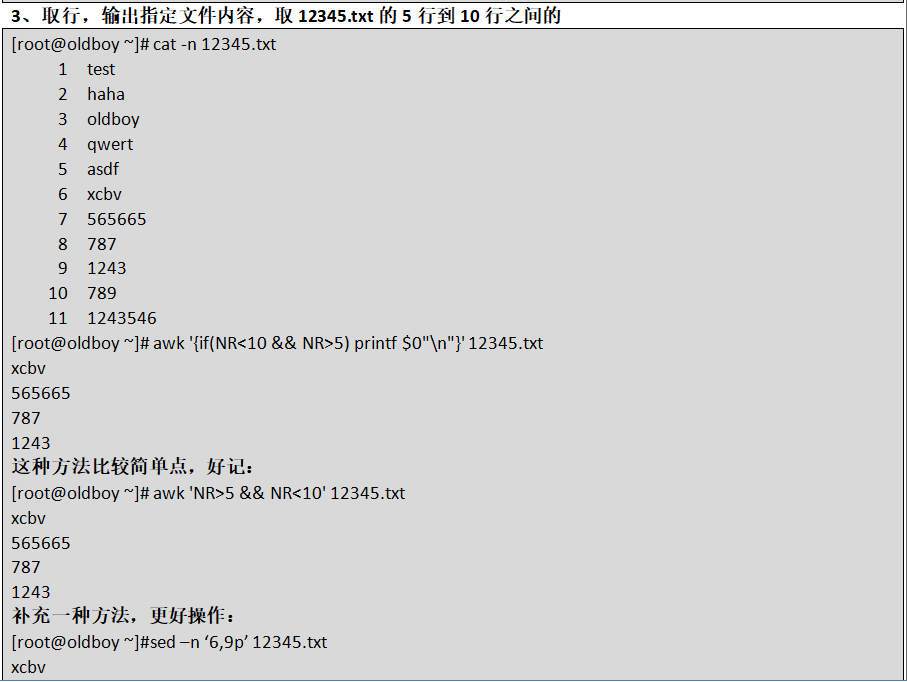 3、取行，输出指定文件内容，取 12345.txt 的 5 行到 10 行之间的
[root@oldboy ~]# cat -n 12345.txt
1 test
2 haha
3 oldboy
4 qwert
5 asdf
6 xcbv
7 565665
8 787
9 1243
10 789
11 1243546
[root@oldboy ~]# awk '{if(NR<10 && NR>5) printf $0"\n"}' 12345.txt
xcbv
565665
787
1243
这种方法比较简单点，好记：
[root@oldboy ~]# awk 'NR>5 && NR<10' 12345.txt
xcbv
565665
787
1243
补充一种方法，更好操作：
[root@oldboy ~]#sed –n ‘6,9p’ 12345.txt
xcbv